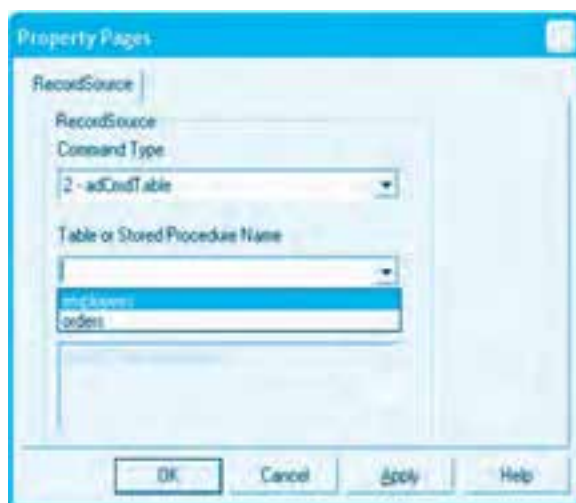 Property Pages
RecordSource
RecordSource
Command Type
2 - adCmdTable
Table or Stored Procedure Name
employees
orders
OK Cancel Apply Help